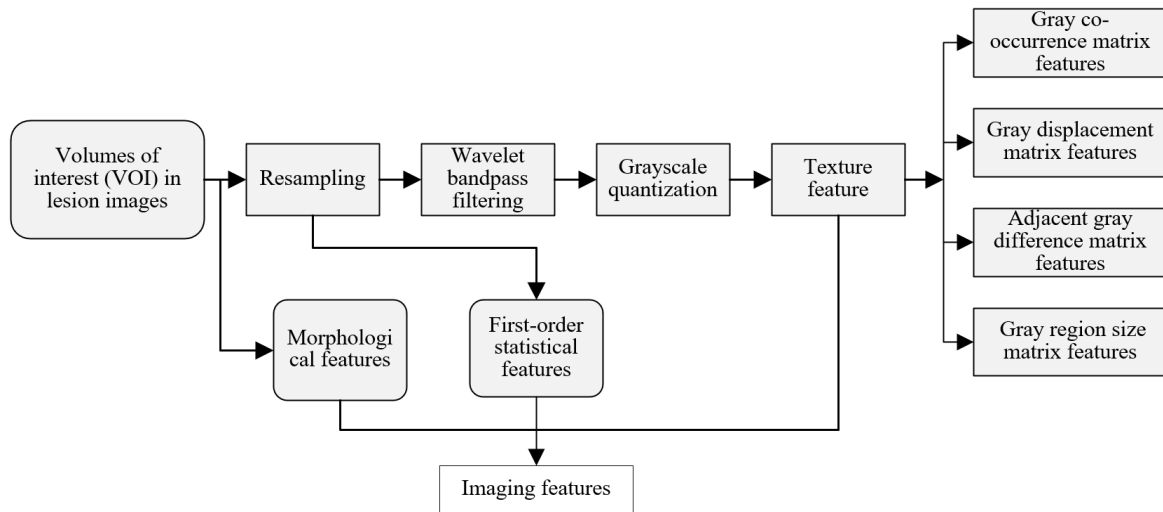 Volumes of
interest (VOI) in
lesion images
Resampling
Wavelet
bandpass
filtering
Grayscale
quantization
Texture
feature
Gray co-
occurrence matrix
features
Gray displacement
matrix features
Adjacent gray
difference matrix
features
Gray region size
matrix features
Morphologi
cal features
First-order
statistical
features
Imaging features